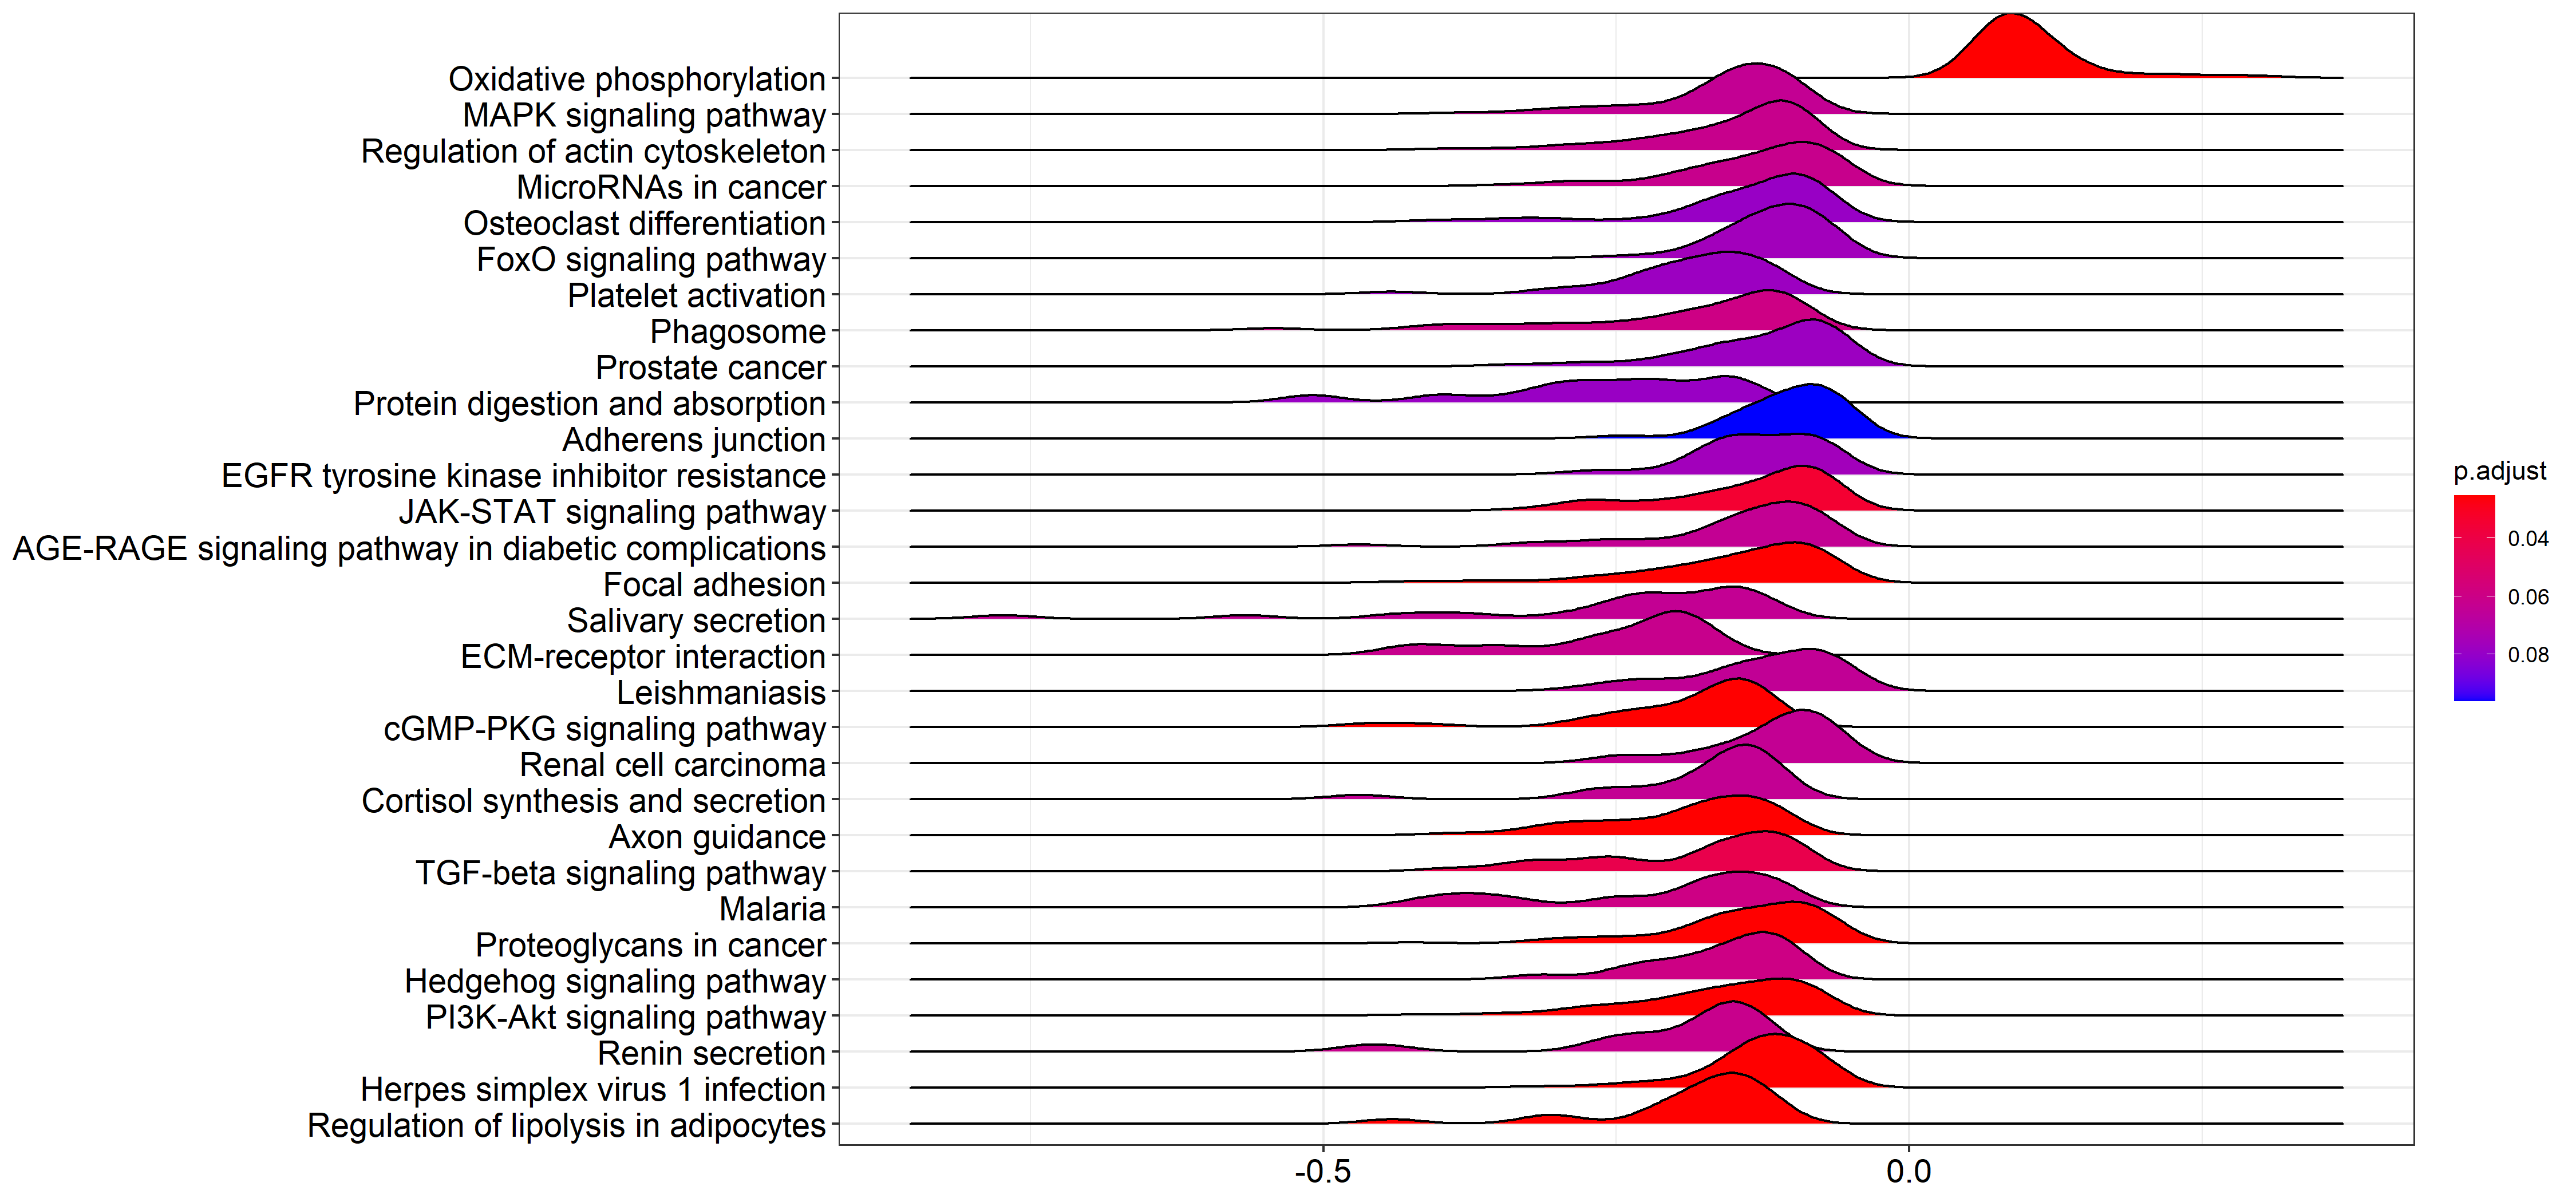 Oxidative phosphorylation
MAPK signaling pathway
Regulation of actin cytoskeleton
MicroRNAs in cancer
Osteoclast differentiation
FoxO signaling pathway
Platelet activation
Phagosome
Prostate cancer
Protein digestion and absorption
Adherens junction
EGFR tyrosine kinase inhibitor resistance
JAK-STAT signaling pathway
AGE-RAGE signaling pathway in diabetic complications
Focal adhesion
Salivary secretion
ECM-receptor interaction
Leishmaniasis
cGMP-PKG signaling pathway
Renal cell carcinoma
Cortisol synthesis and secretion
Axon guidance
TGF-beta signaling pathway
Malaria
Proteoglycans in cancer
Hedgehog signaling pathway
PI3K-Akt signaling pathway
Renin secretion
Herpes simplex virus 1 infection
Regulation of lipolysis in adipocytes
-0.5 0.0
p.adjust
0.04
0.06
0.08